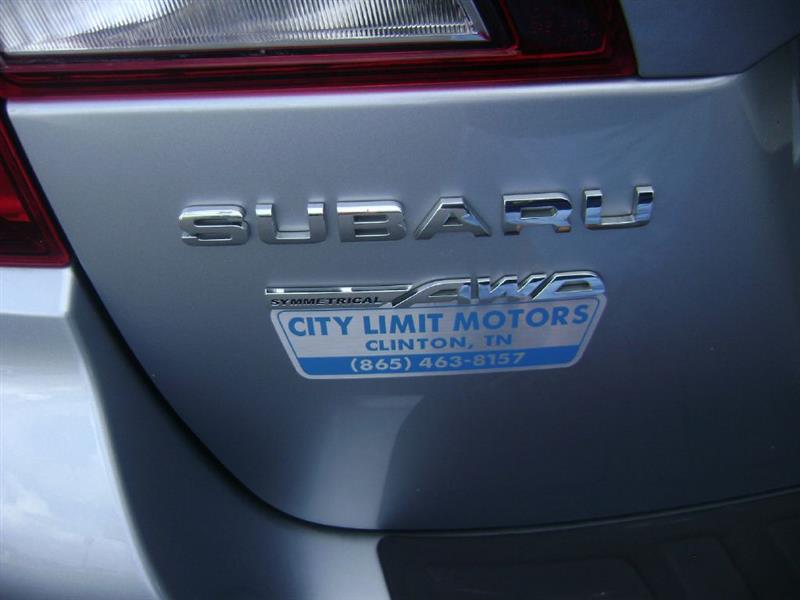 SUBARU
SYMMETRICAL AWD
CITY LIMIT MOTORS
CLINTON, TN
(865) 463-8157